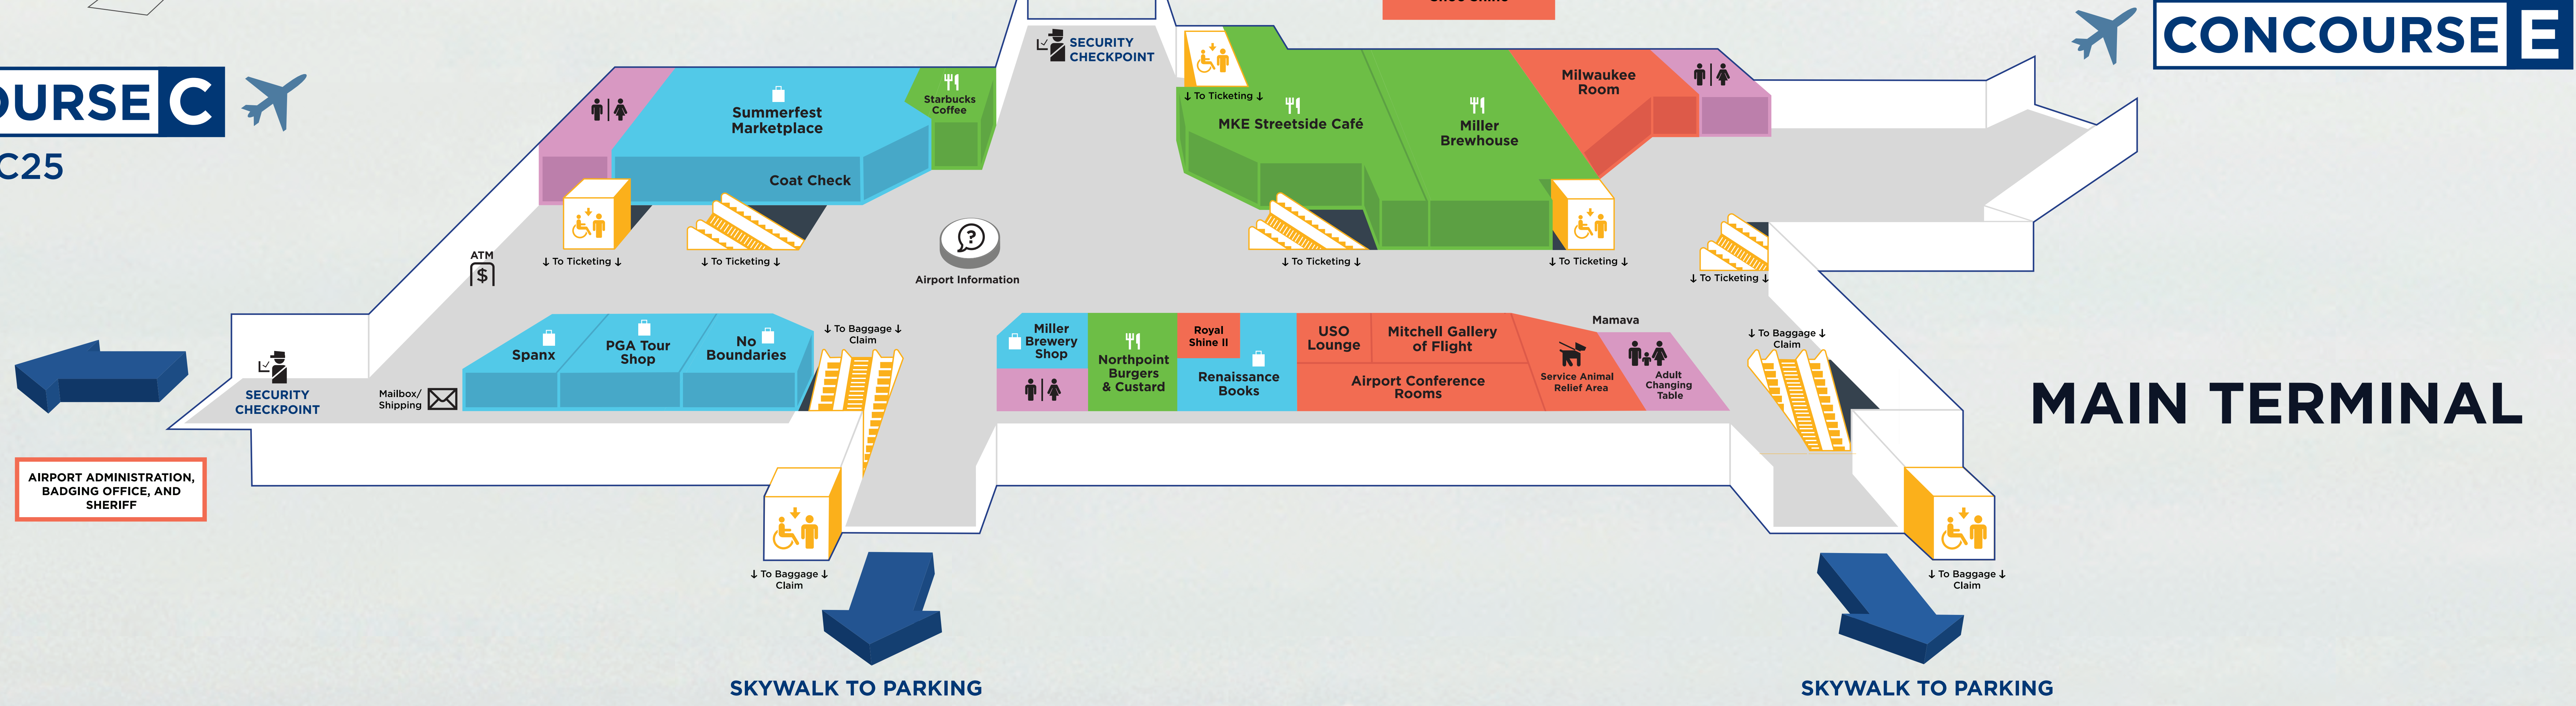 SECURITY
CHECKPOINT
CONCOURSE E
OURSE C
C25
↓ To Ticketing ↓
Summerfest
Marketplace
Starbucks
Coffee
MKE Streetside Café
Miller
Brewhouse
Milwaukee
Room
Coat Check
ATM
$
↓ To Ticketing ↓
↓ To Ticketing ↓
?
Airport Information
↓ To Ticketing ↓
↓ To Ticketing ↓
↓ To Ticketing ↓
Spanx
PGA Tour
Shop
No
Boundaries
↓ To Baggage ↓
Claim
Miller
Brewery
Shop
Northpoint
Burgers
& Custard
Royal
Shine II
Renaissance
Books
USO
Lounge
Mitchell Gallery
of Flight
Airport Conference
Rooms
Service Animal
Relief Area
Mamava
Adult
Changing
Table
↓ To Baggage ↓
Claim
SECURITY
CHECKPOINT
Mailbox/
Shipping
MAIN TERMINAL
AIRPORT ADMINISTRATION,
BADGING OFFICE, AND
SHERIFF
↓ To Baggage ↓
Claim
↓ To Baggage ↓
Claim
SKYWALK TO PARKING
SKYWALK TO PARKING